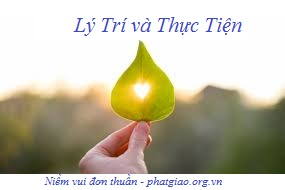 Lý Trí và Thực Tiện
Niềm vui đơn thuần - phatgiao.org.vn